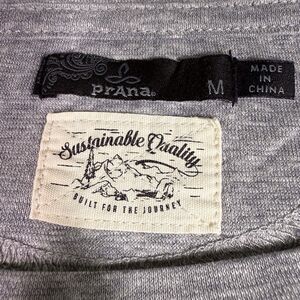 prAna
M
MADE
IN
CHINA
Sustainable Quality
BUILT FOR THE JOURNEY